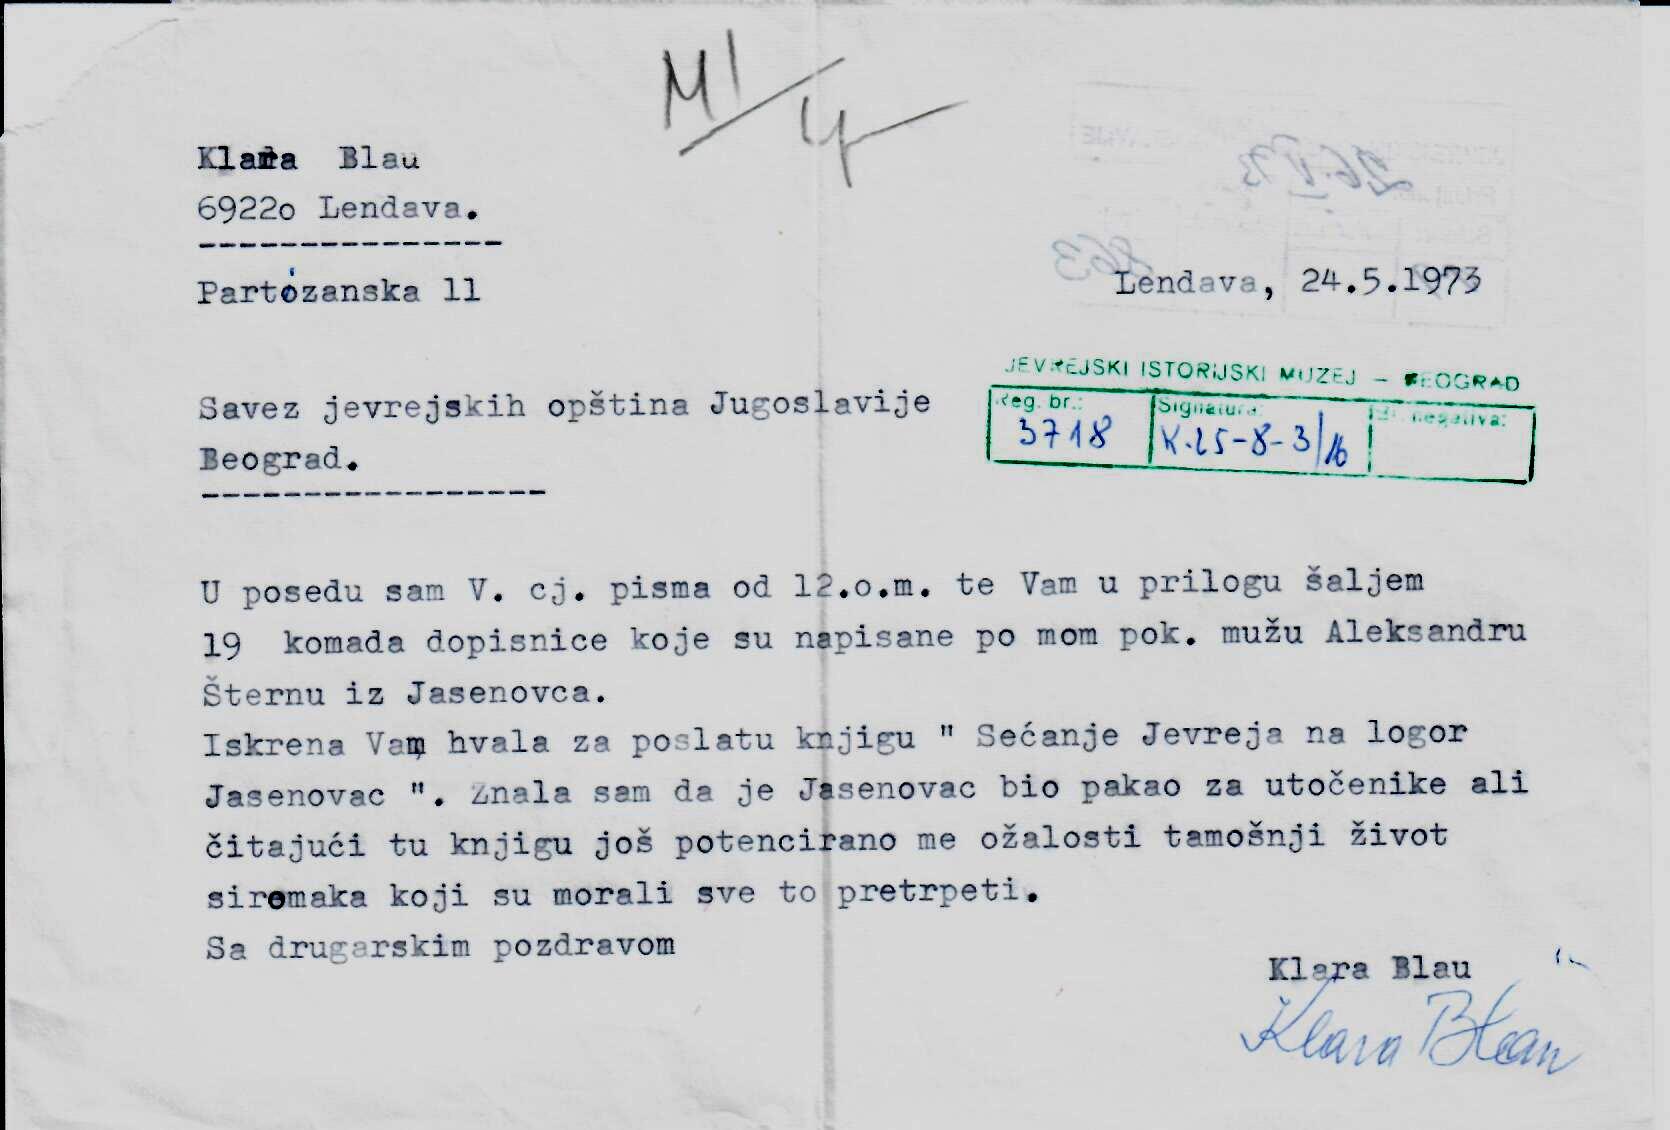 Klara Blau
6922o Lendava.
----------------
Partizanska 11
Lendava, 24.5.1973
JEVREJSKI ISTORIJSKI MUZEJ – BEOGRAD
Reg. br.: Signatura: Br. negativa:
3718 K.25-8-3/16
Savez jevrejskih opština Jugoslavije
Beograd.
------------------
U posedu sam V. cj. pisma od 12.o.m. te Vam u prilogu šaljem
19 komada dopisnice koje su napisane po mom pok. mužu Aleksandru
Šternu iz Jasenovca.
Iskrena Vam hvala za poslatu knjigu " Sećanje Jevreja na logor
Jasenovac ". Znala sam da je Jasenovac bio pakao za utočenike ali
čitajući tu knjigu još potencirano me ožalosti tamošnji život
siromaka koji su morali sve to pretrpeti.
Sa drugarskim pozdravom
Klara Blau
Klara Blau